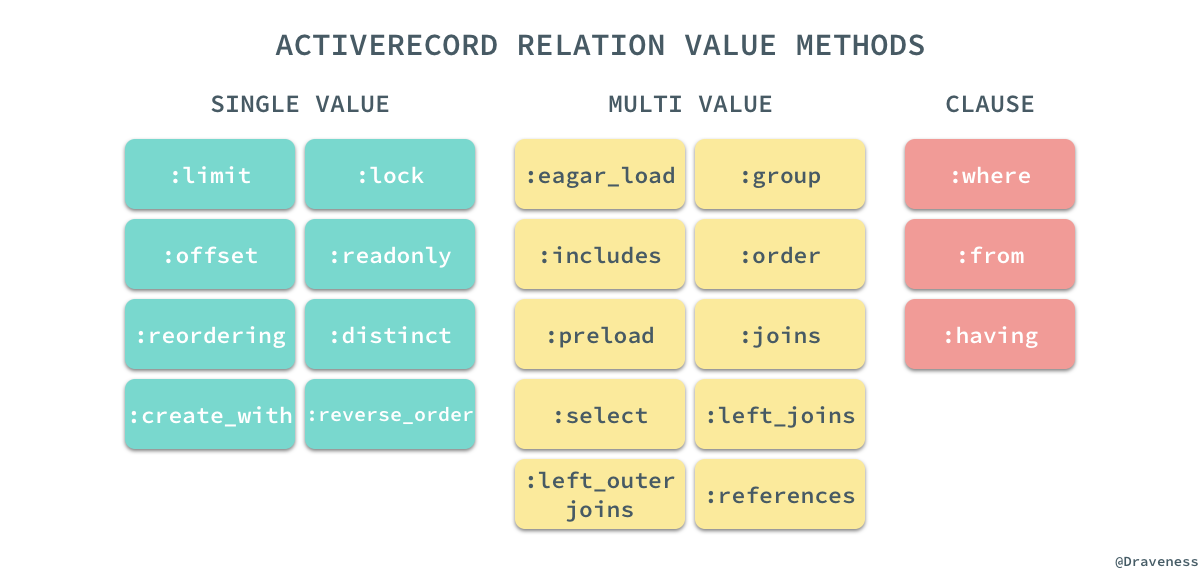 ACTIVERECORD RELATION VALUE METHODS
SINGLE VALUE
:limit
:lock
:offset
:readonly
:reordering
:distinct
:create_with
:reverse_order
MULTI VALUE
:eagar_load
:group
:includes
:order
:preload
:joins
:select
:left_joins
:left_outer
joins
:references
CLAUSE
:where
:from
:having
@Draveness